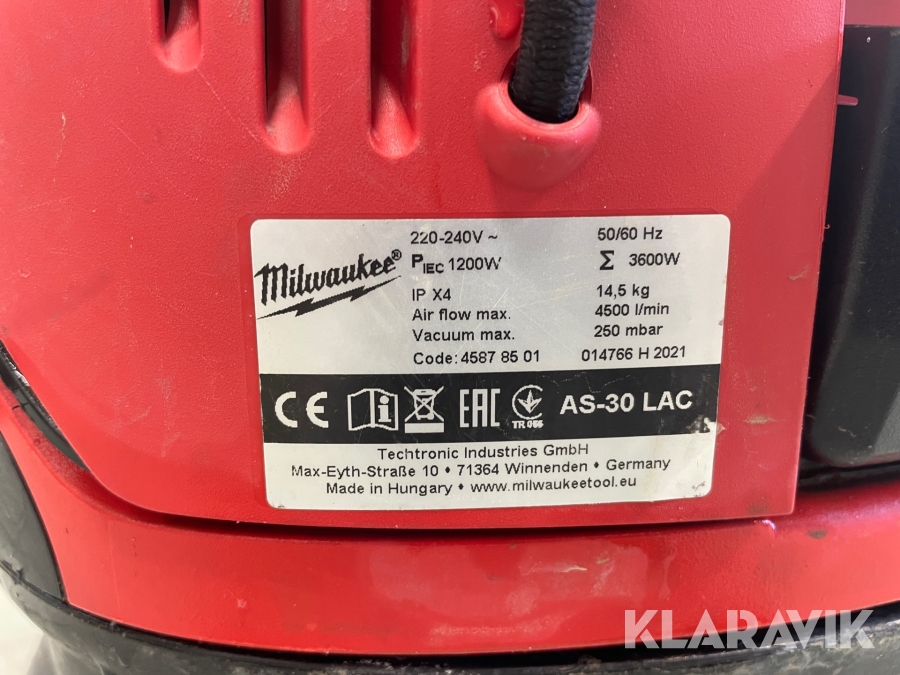 Milwaukee®
220-240V ~ 50/60 Hz
PIEC 1200W Σ 3600W
IP X4 14,5 kg
Air flow max. 4500 l/min
Vacuum max. 250 mbar
Code: 4587 85 01 014766 H 2021
CE i EAC TR 066 AS-30 LAC
Techtronic Industries GmbH
Max-Eyth-Straße 10 • 71364 Winnenden • Germany
Made in Hungary • www.milwaukeetool.eu
KLARAVIK